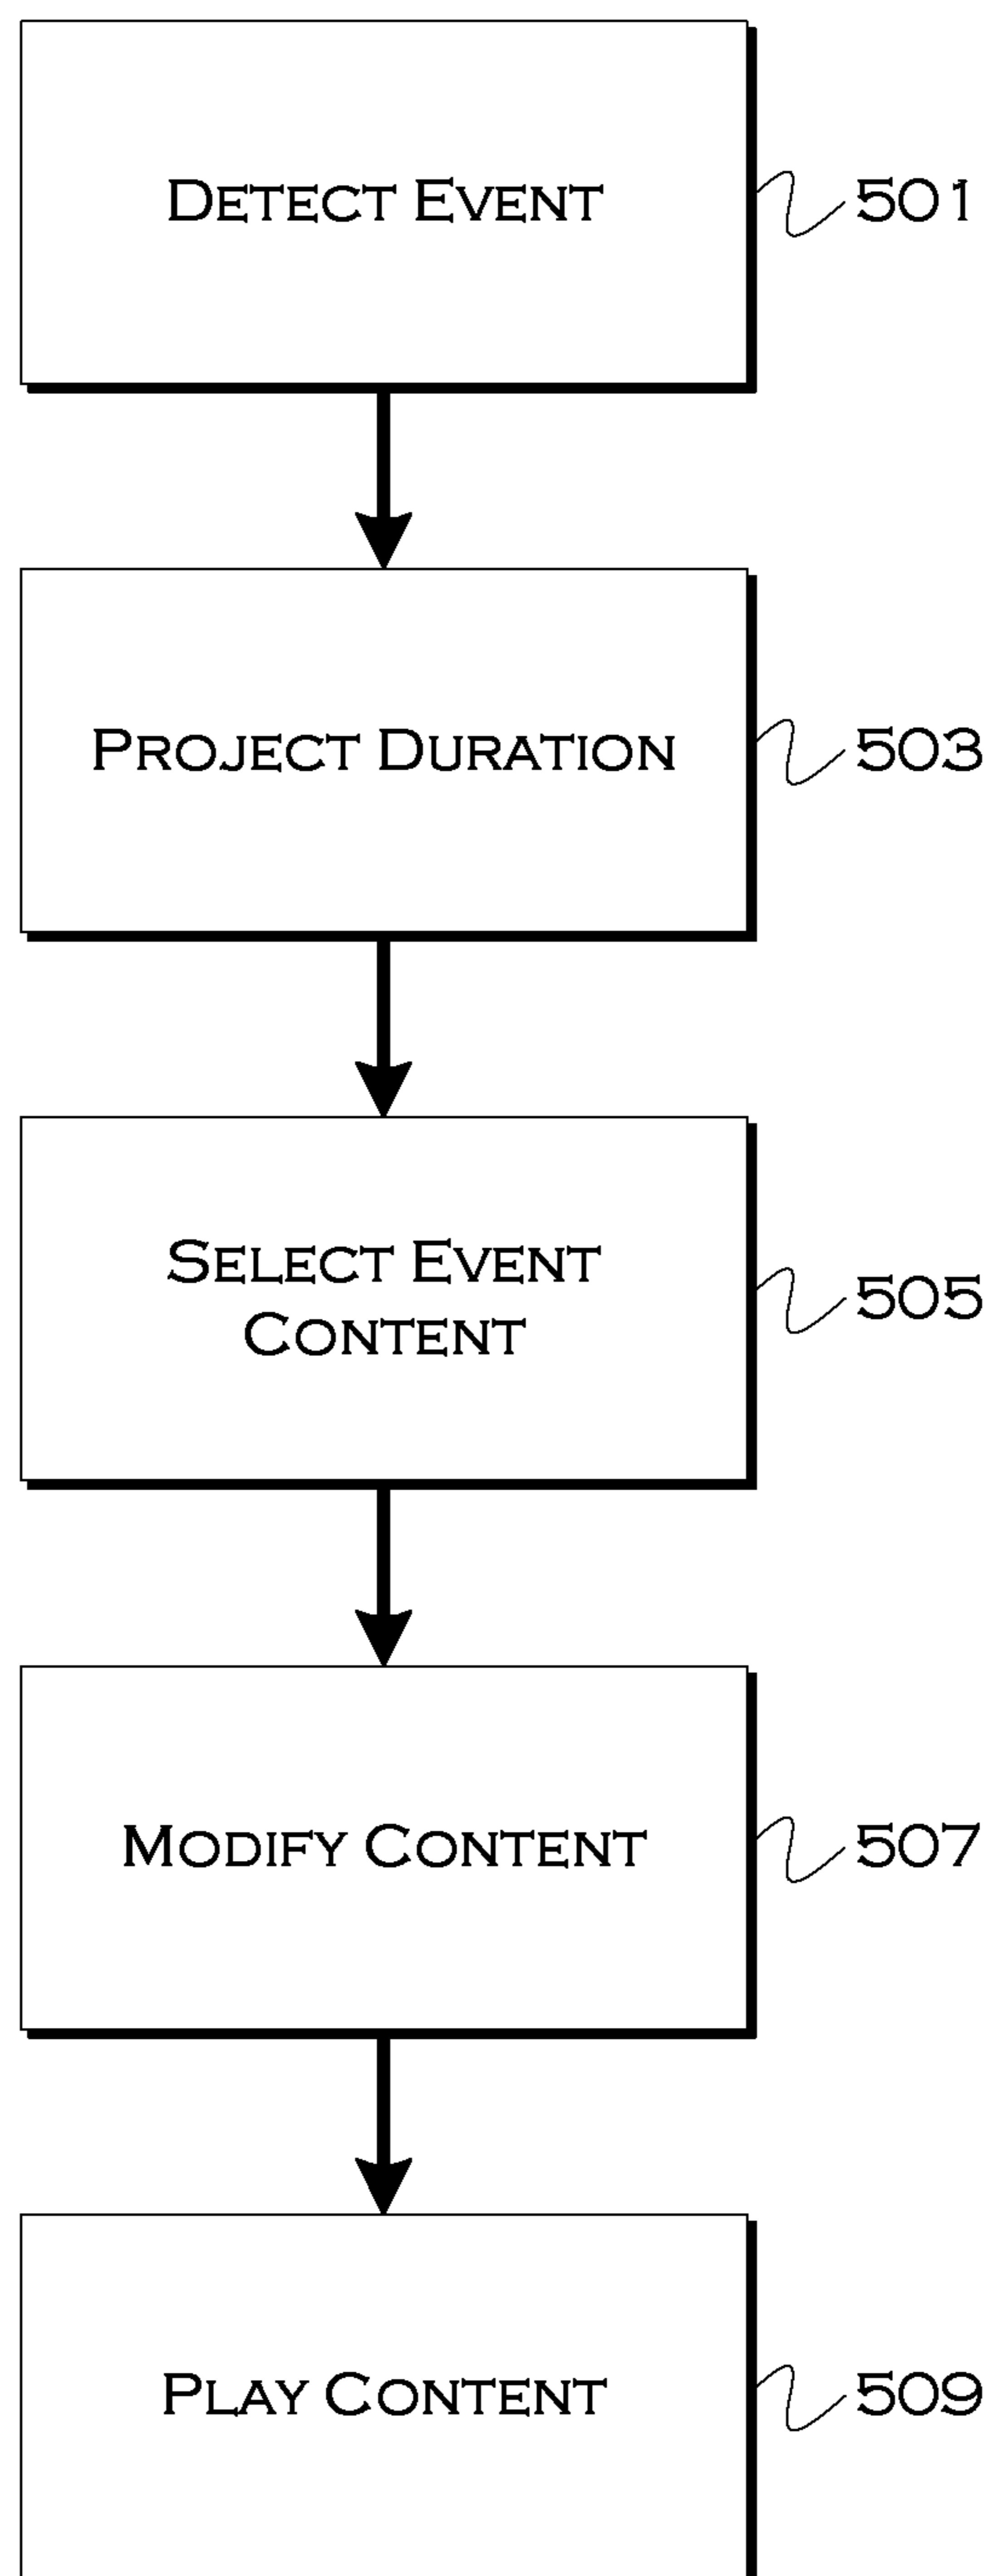 Detect Event
501
Project Duration
503
Select Event
Content
505
Modify Content
507
Play Content
509